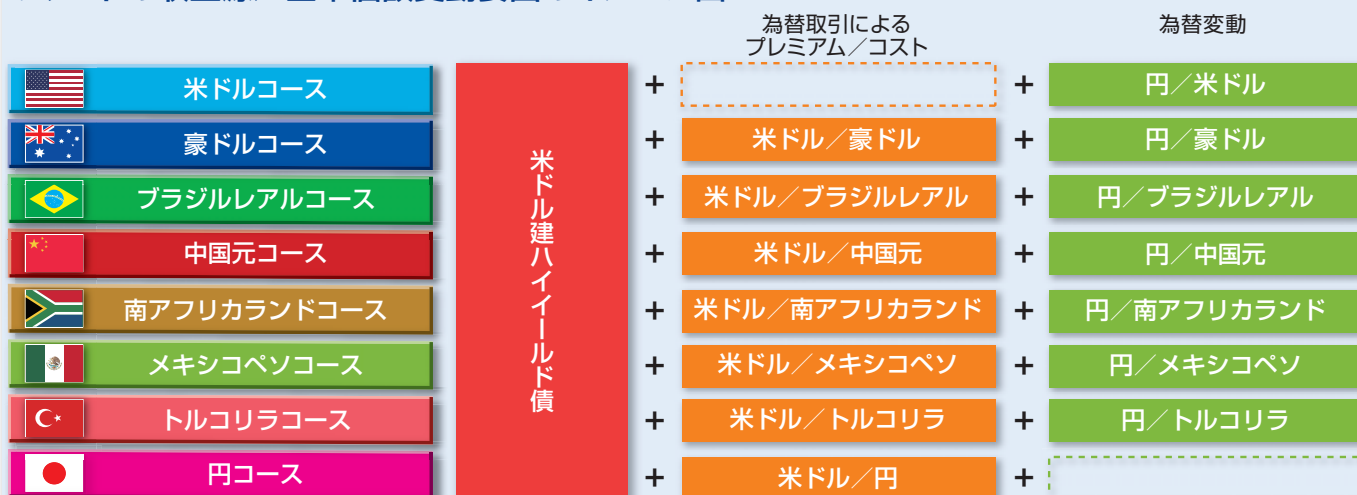 為替取引による
プレミアム／コスト
為替変動
米ドルコース
+
+
円／米ドル
豪ドルコース
+
米ドル／豪ドル
+
円／豪ドル
ブラジルレアルコース
+
米ドル／ブラジルレアル
+
円／ブラジルレアル
中国元コース
+
米ドル／中国元
+
円／中国元
南アフリカランドコース
+
米ドル／南アフリカランド
+
円／南アフリカランド
メキシコペソコース
+
米ドル／メキシコペソ
+
円／メキシコペソ
トルコリラコース
+
米ドル／トルコリラ
+
円／トルコリラ
円コース
+
米ドル／円
+
米ドル建ハイイールド債